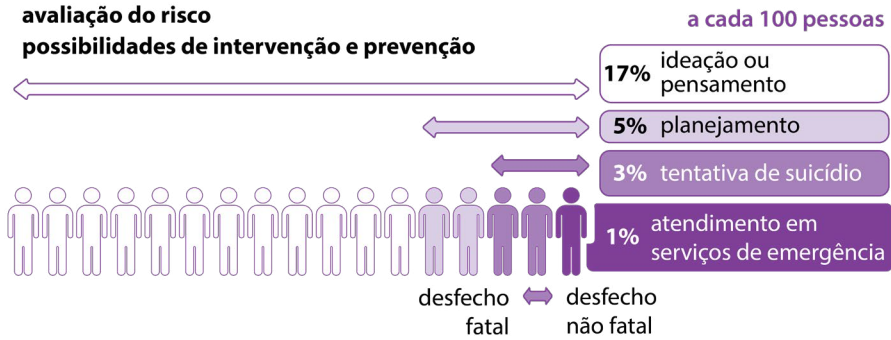 avaliação do risco
possibilidades de intervenção e prevenção
a cada 100 pessoas
17% ideação ou
pensamento
5% planejamento
3% tentativa de suicídio
1% atendimento em
serviços de emergência
desfecho
fatal
desfecho
não fatal